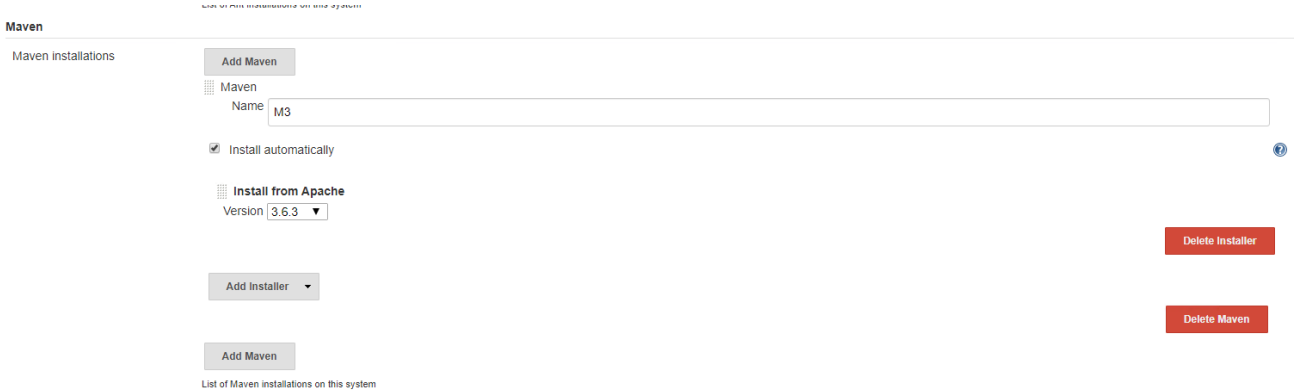 List of Ant installations on this system
Maven
Maven installations
Add Maven
Maven
Name M3
Install automatically
Install from Apache
Version 3.6.3
Delete Installer
Add Installer
Delete Maven
Add Maven
List of Maven installations on this system